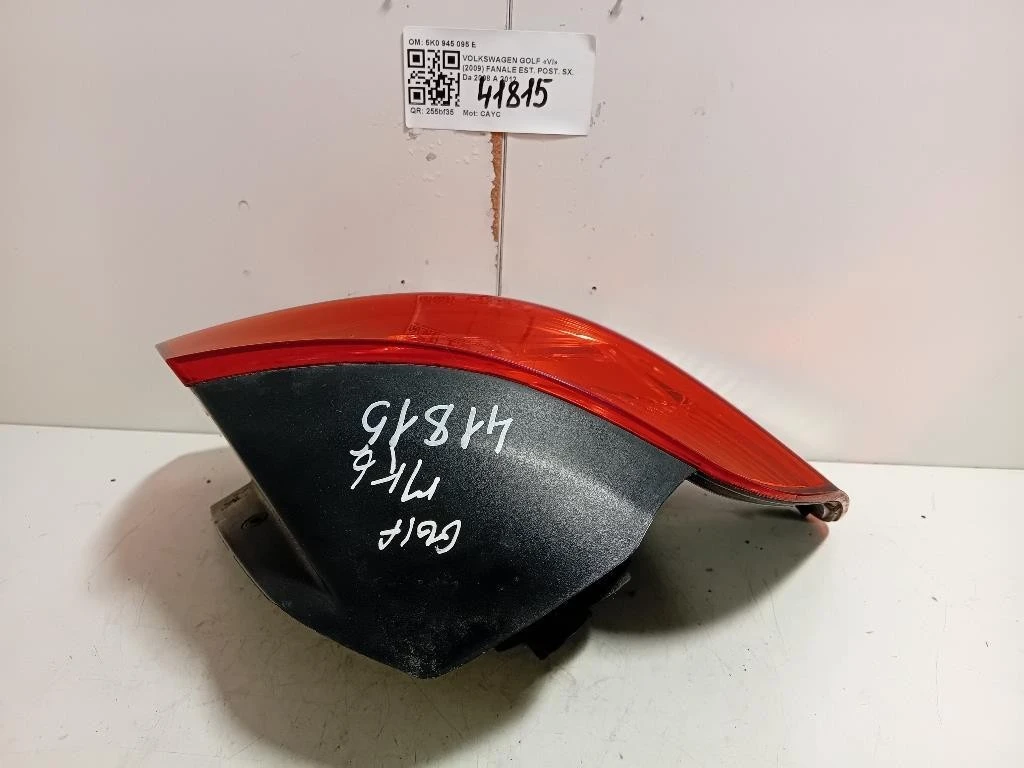 OM: 5K0 945 095 E
VOLKSWAGEN GOLF «VI»
(2009) FANALE EST. POST. SX.
Da 2008 A 2012
41815
QR: 255bf35 Mot: CAYC
41815
MK6
Golf